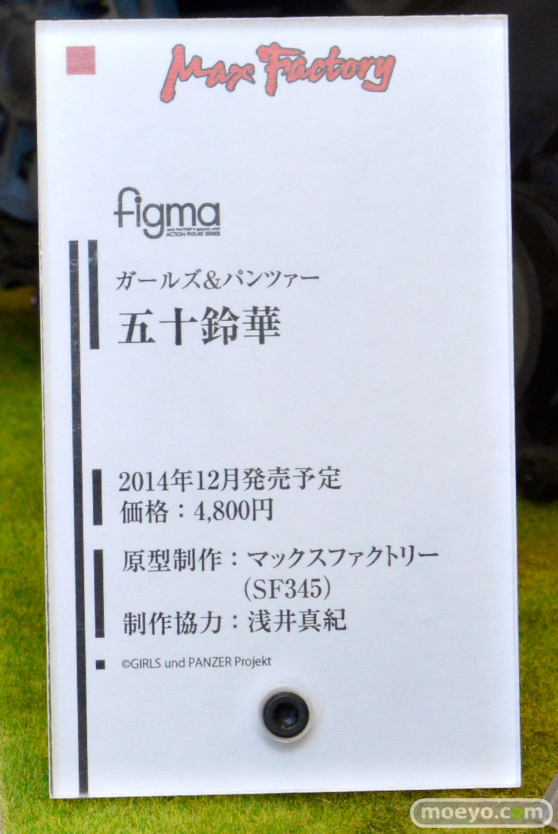 Max Factory
figma
MAX FACTORY & MASAKI APSY
ACTION FIGURE SERIES
ガールズ&パンツァー
五十鈴華
2014年12月発売予定
価格：4,800円
原型制作：マックスファクトリー
(SF345)
制作協力：浅井真紀
©GIRLS und PANZER Projekt
moeyo.com